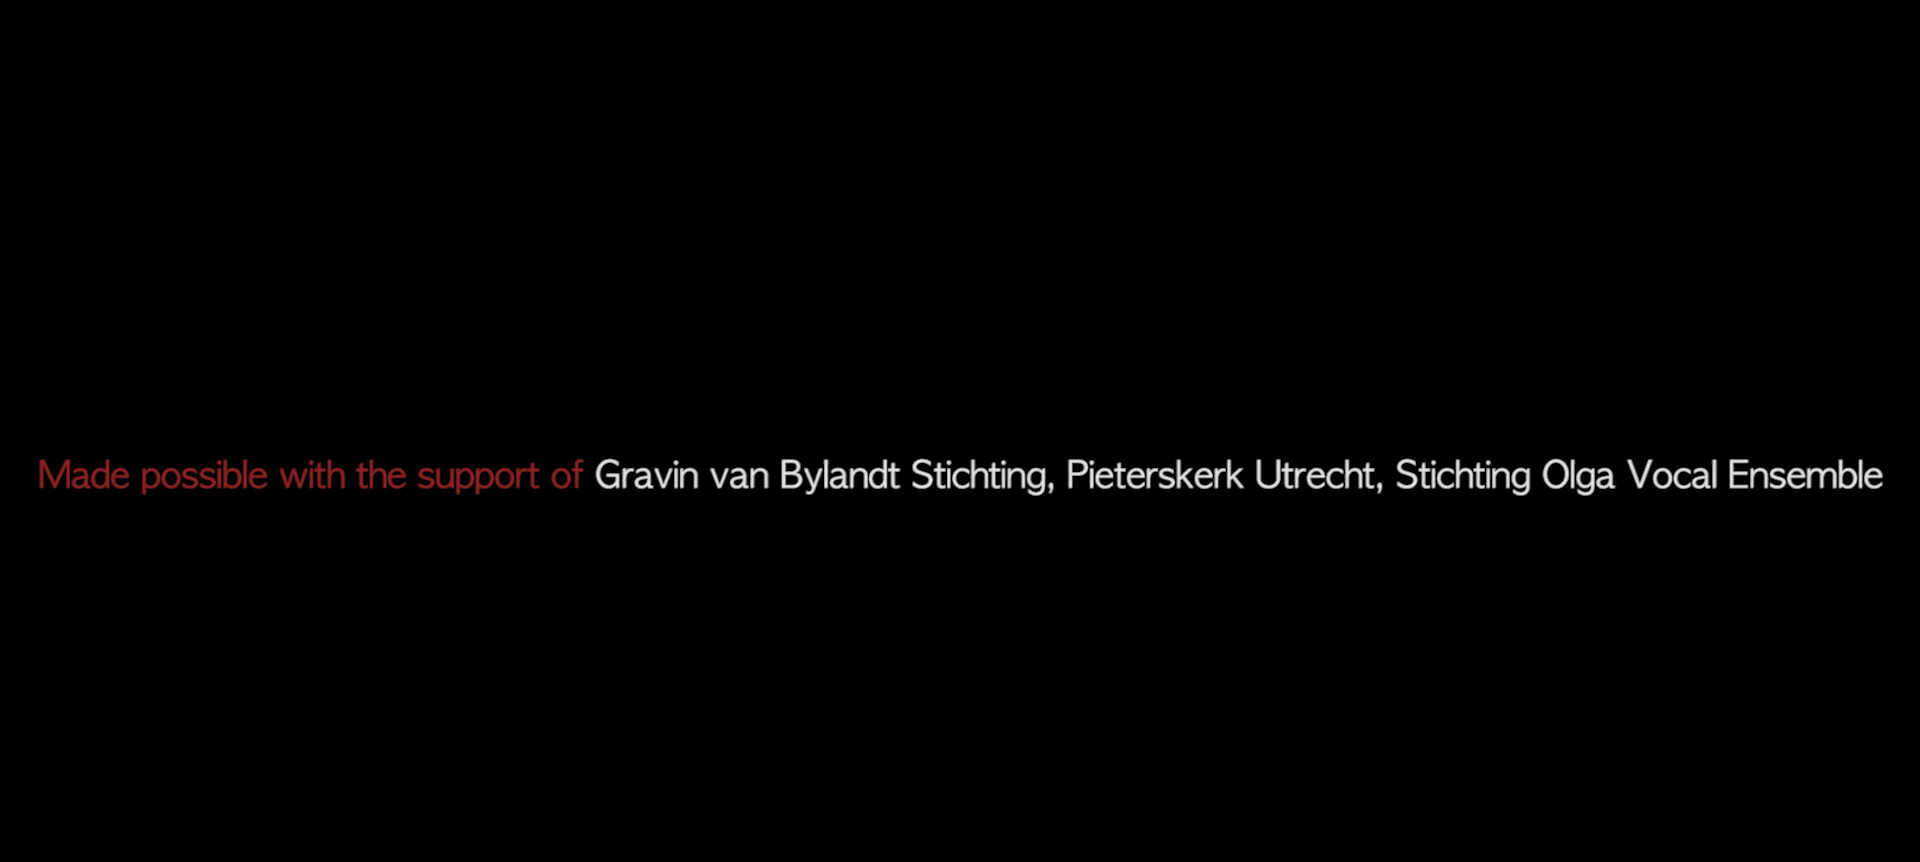 Made possible with the support of Gravin van Bylandt Stichting, Pieterskerk Utrecht, Stichting Olga Vocal Ensemble